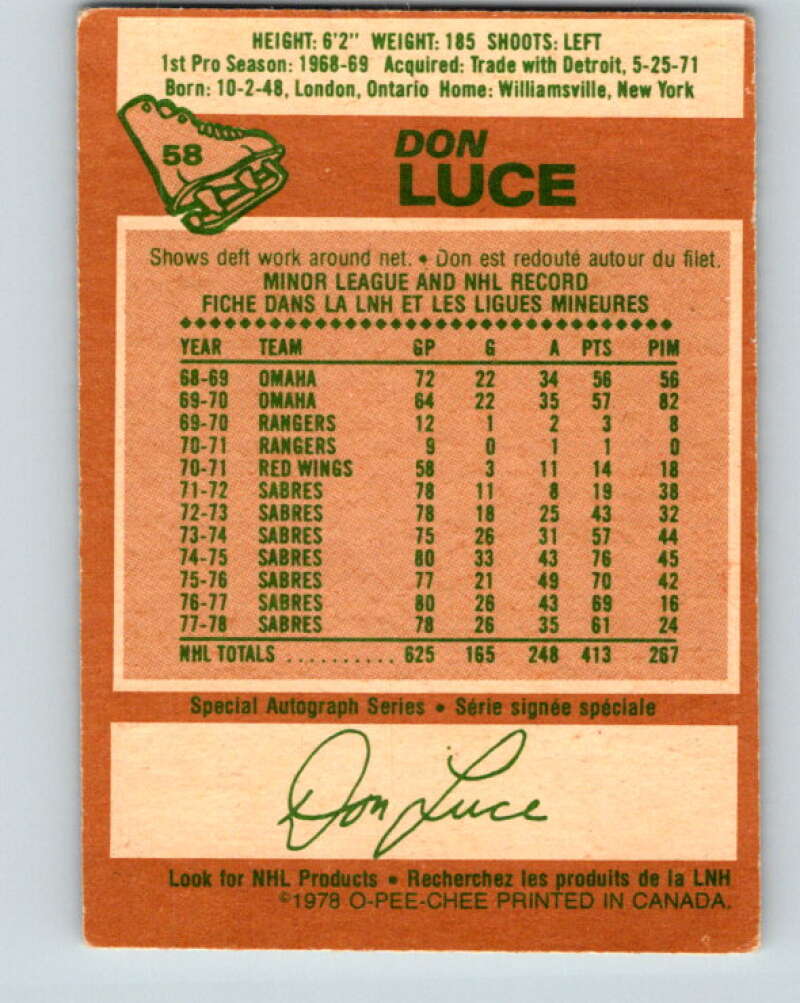 HEIGHT: 6'2" WEIGHT: 185 SHOOTS: LEFT
1st Pro Season: 1968-69 Acquired: Trade with Detroit, 5-25-71
Born: 10-2-48, London, Ontario Home: Williamsville, New York
58
DON
LUCE
Shows deft work around net. • Don est redouté autour du filet.
MINOR LEAGUE AND NHL RECORD
FICHE DANS LA LNH ET LES LIGUES MINEURES
YEAR TEAM GP G A PTS PIM
68-69 OMAHA 72 22 34 56 56
69-70 OMAHA 64 22 35 57 82
69-70 RANGERS 12 1 2 3 8
70-71 RANGERS 9 0 1 1 0
70-71 RED WINGS 58 3 11 14 18
71-72 SABRES 78 11 8 19 38
72-73 SABRES 78 18 25 43 32
73-74 SABRES 75 26 31 57 44
74-75 SABRES 80 33 43 76 45
75-76 SABRES 77 21 49 70 42
76-77 SABRES 80 26 43 69 16
77-78 SABRES 78 26 35 61 24
NHL TOTALS .......... 625 165 248 413 267
Special Autograph Series • Série signée spéciale
Don Luce
Look for NHL Products • Recherchez les produits de la LNH
©1978 O-PEE-CHEE PRINTED IN CANADA.